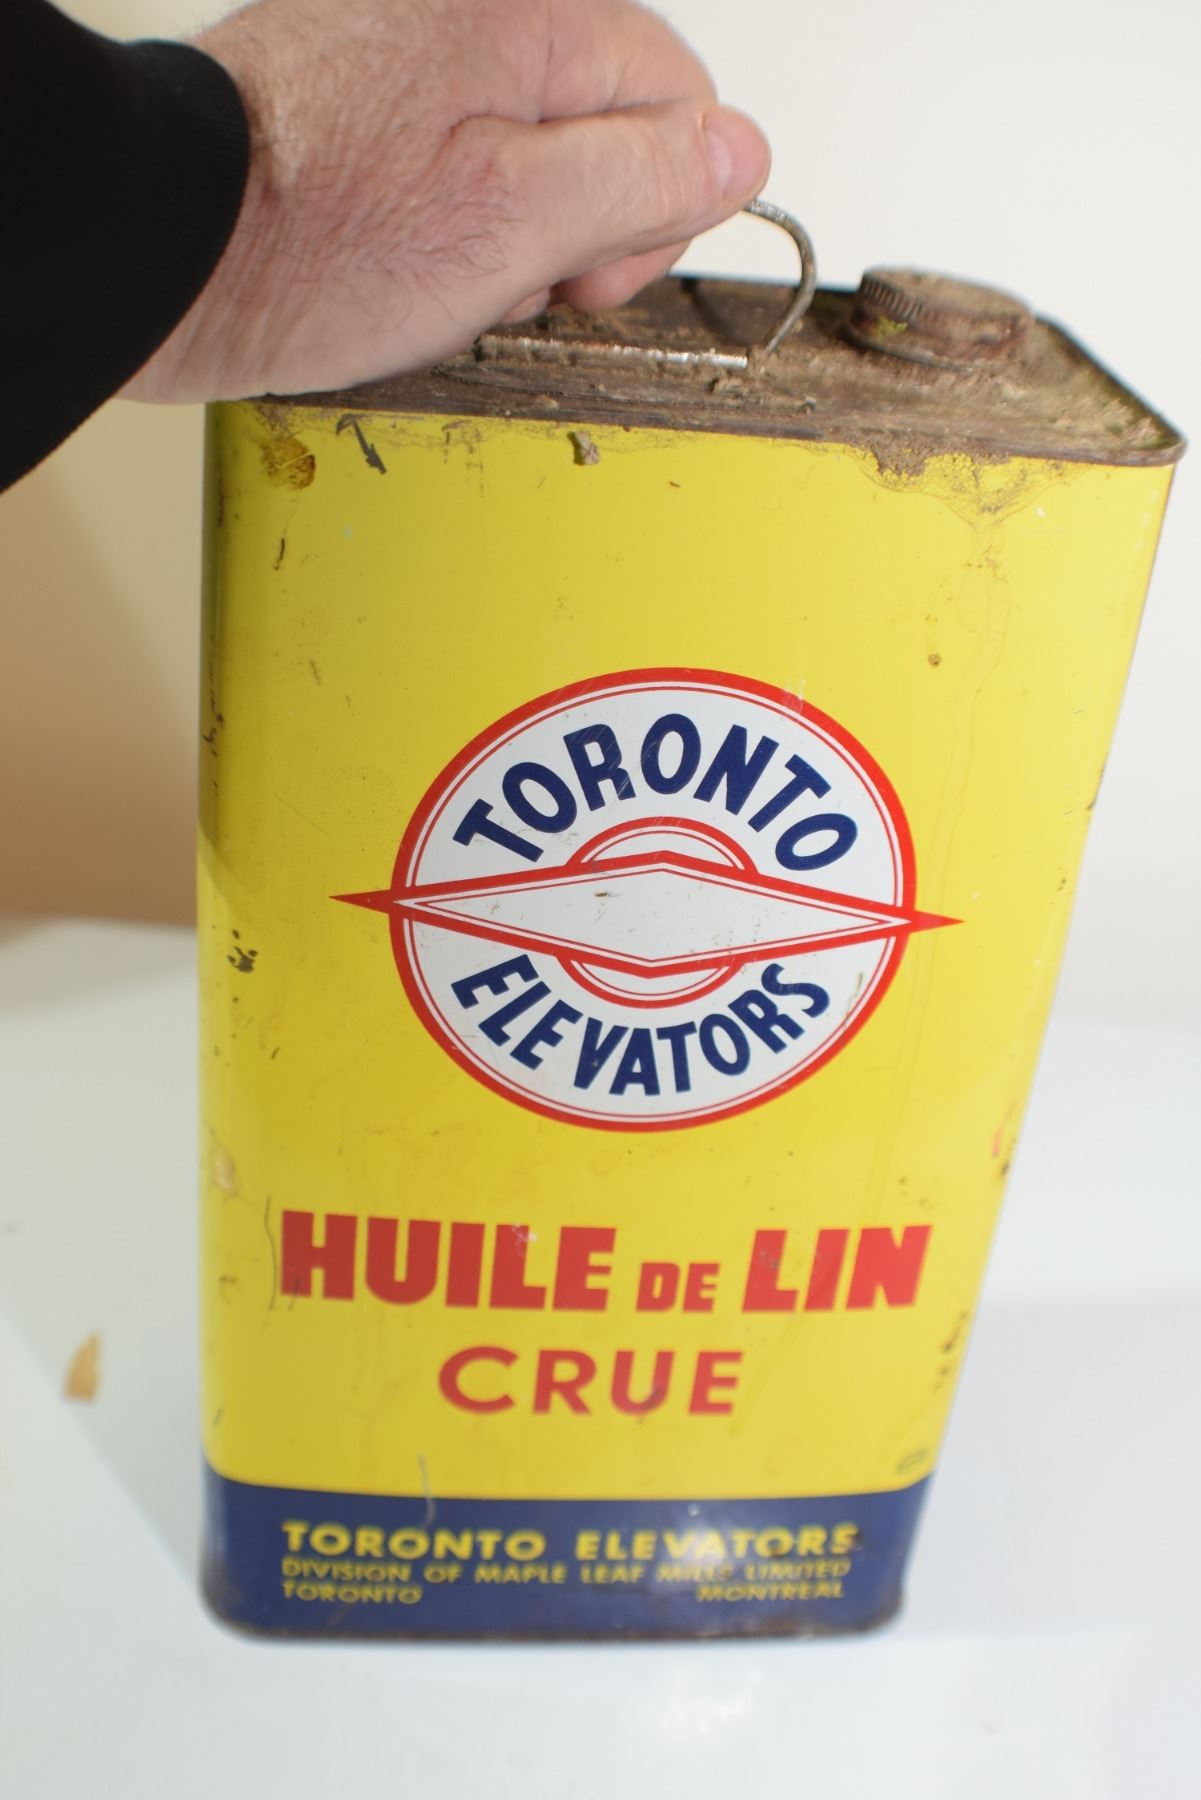 TORONTO
ELEVATORS
HUILE DE LIN
CRUE
TORONTO ELEVATORS
DIVISION OF MAPLE LEAF MILLS LIMITED
TORONTO MONTREAL